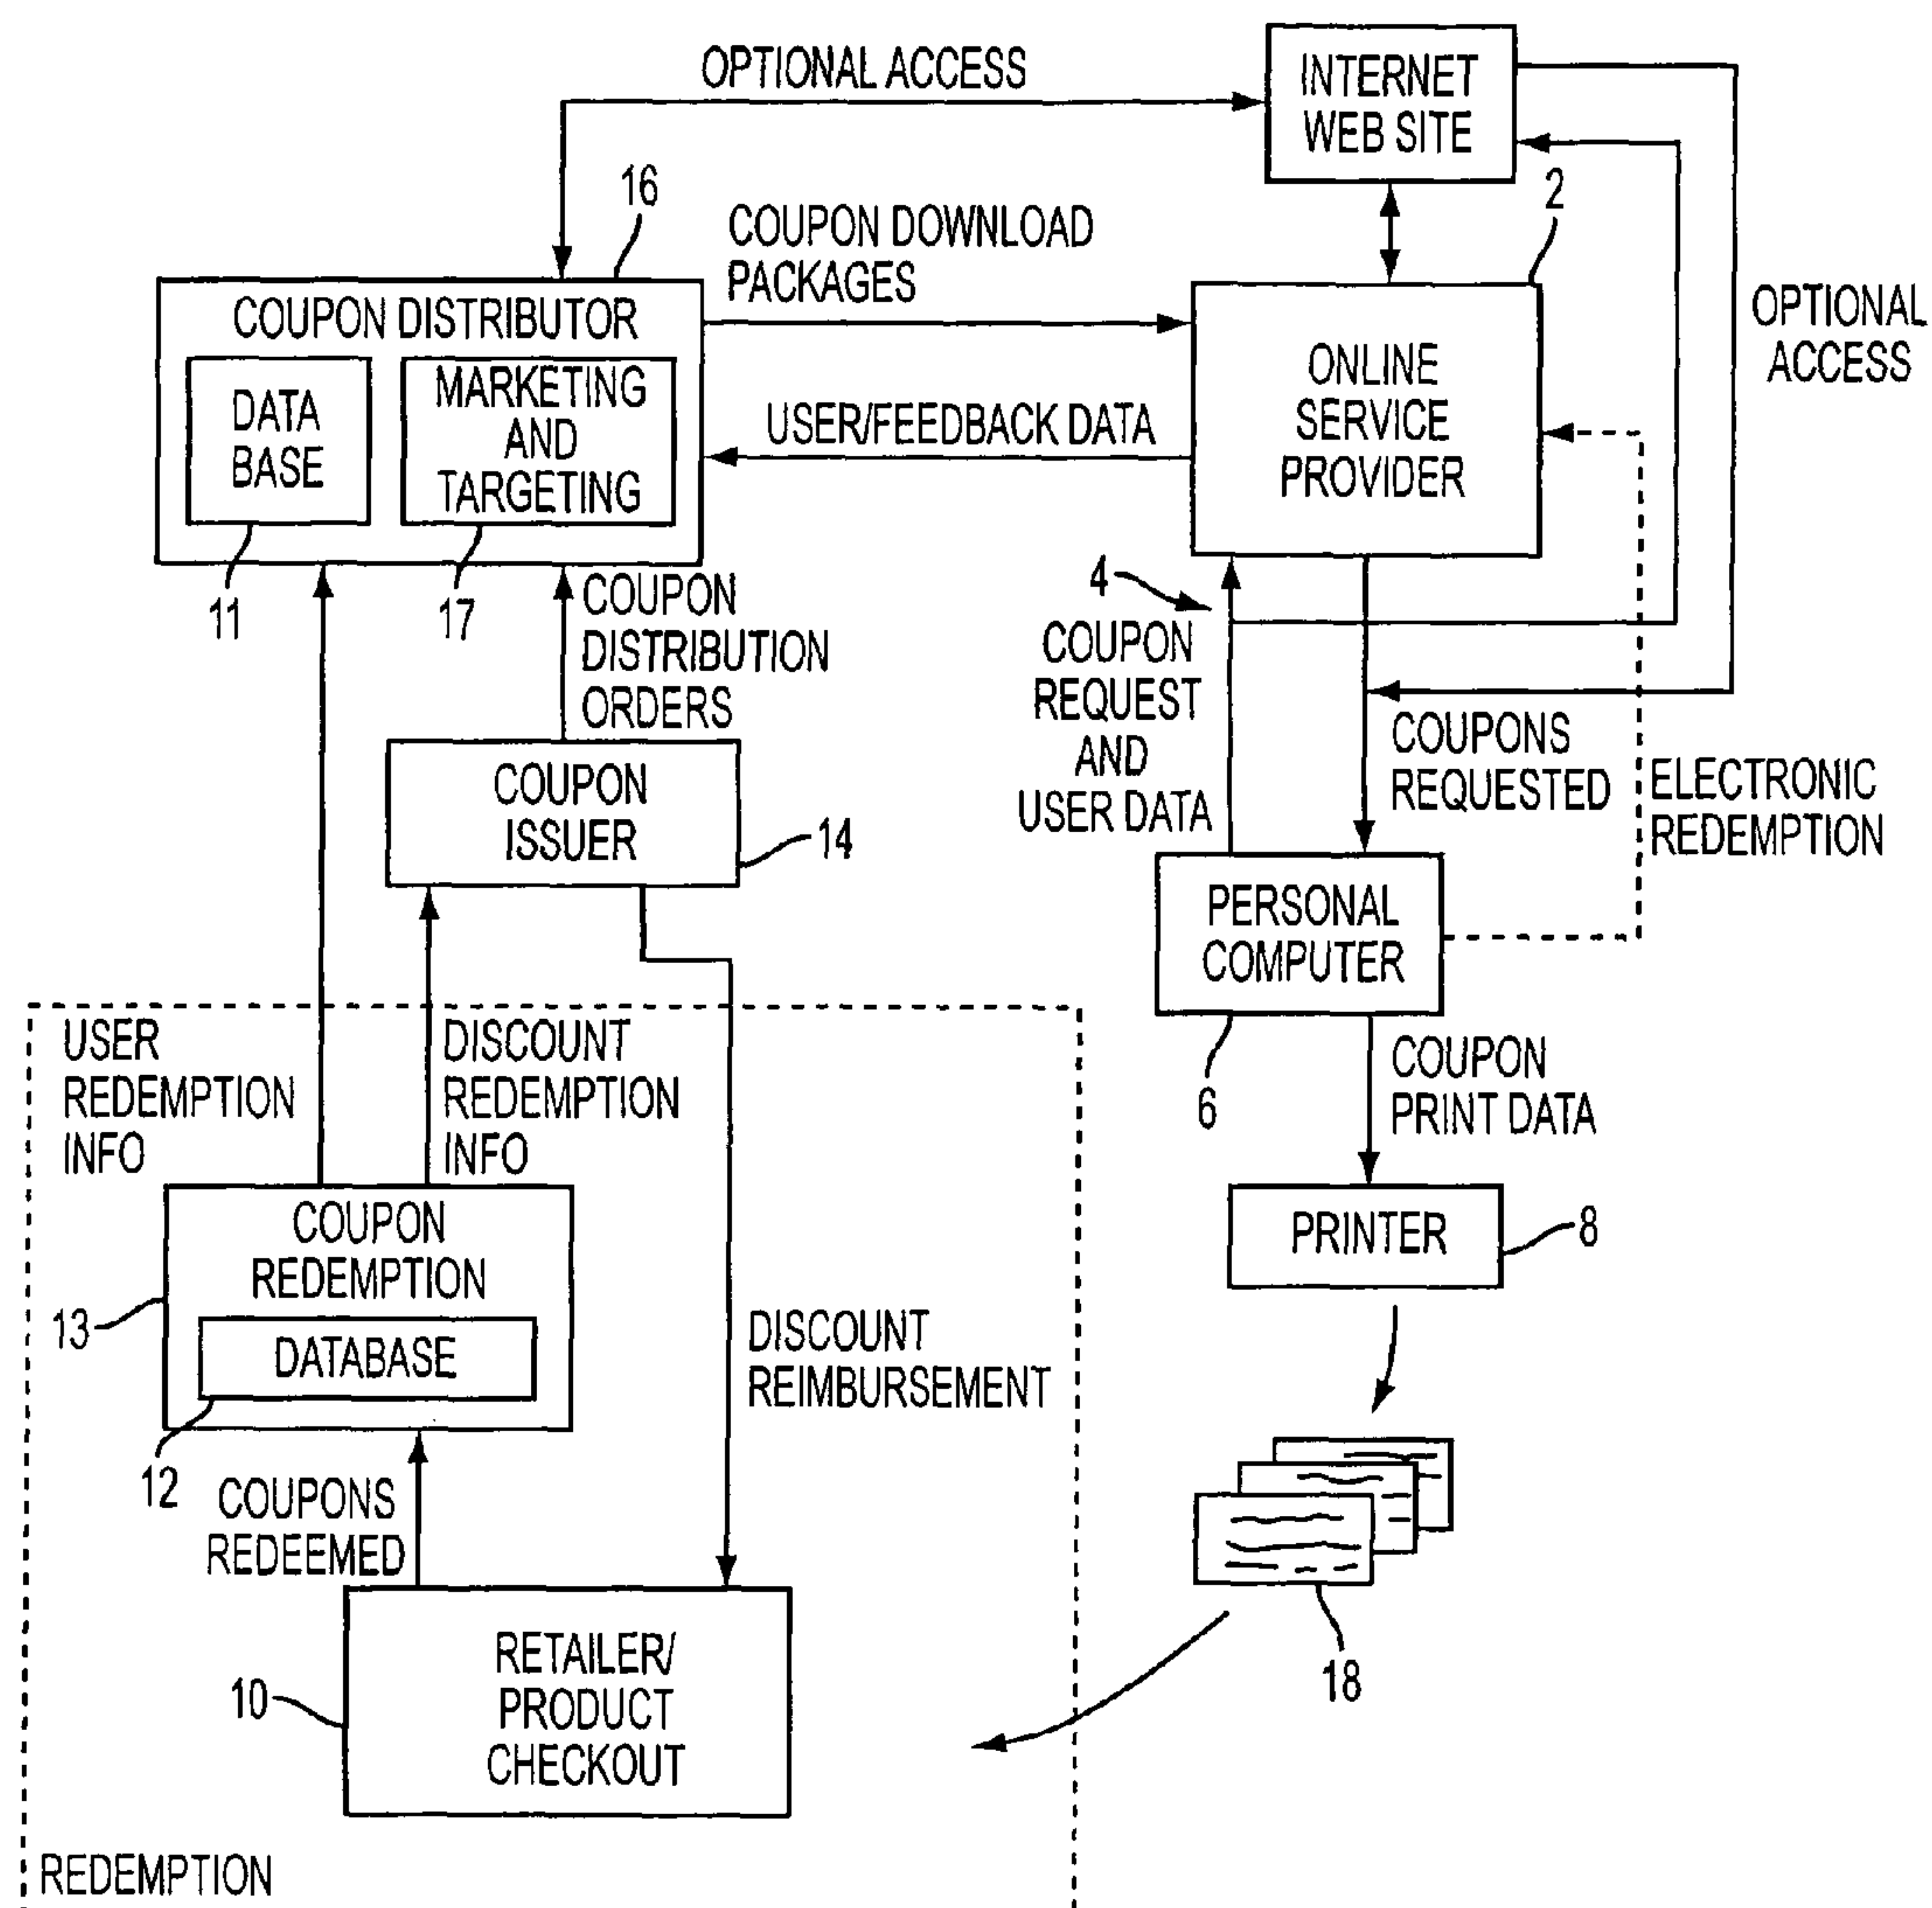 OPTIONAL ACCESS
INTERNET
WEB SITE
16
2
COUPON DOWNLOAD
PACKAGES
OPTIONAL
ACCESS
COUPON DISTRIBUTOR
DATA
BASE
MARKETING
AND
TARGETING
ONLINE
SERVICE
PROVIDER
USER/FEEDBACK DATA
11
17
COUPON
DISTRIBUTION
ORDERS
4
COUPON
REQUEST
AND
USER DATA
COUPONS
REQUESTED
ELECTRONIC
REDEMPTION
COUPON
ISSUER
14
PERSONAL
COMPUTER
6
USER
REDEMPTION
INFO
DISCOUNT
REDEMPTION
INFO
COUPON
PRINT DATA
COUPON
REDEMPTION
DATABASE
13
12
PRINTER
8
DISCOUNT
REIMBURSEMENT
COUPONS
REDEEMED
18
RETAILER/
PRODUCT
CHECKOUT
10
REDEMPTION